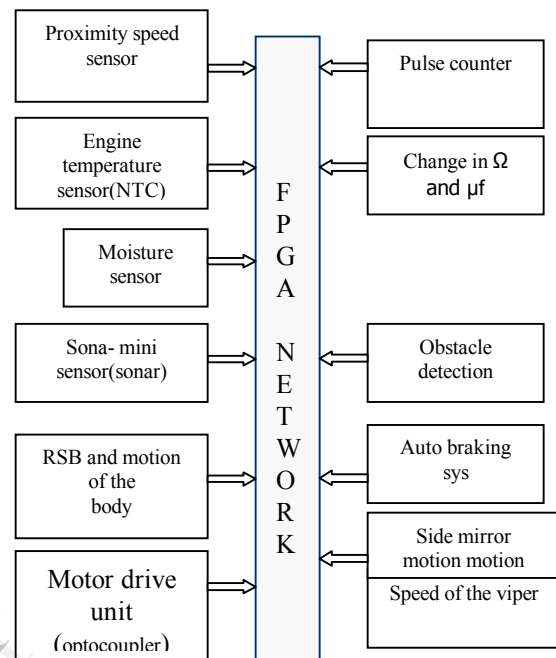 Proximity speed
sensor
Engine
temperature
sensor(NTC)
Moisture
sensor
Sona- mini
sensor(sonar)
RSB and motion
of the
body
Motor drive
unit
(optocoupler)
F
P
G
A
N
E
T
W
O
R
K
Pulse counter
Change in Ω
and µf
Obstacle
detection
Auto braking
sys
Side mirror
motion motion
Speed of the viper